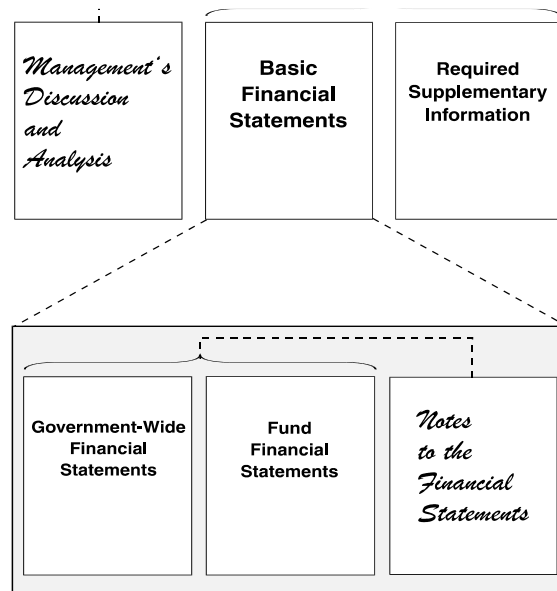 Management's
Discussion
and
Analysis
Basic
Financial
Statements
Required
Supplementary
Information
Government-Wide
Financial
Statements
Fund
Financial
Statements
Notes
to the
Financial
Statements